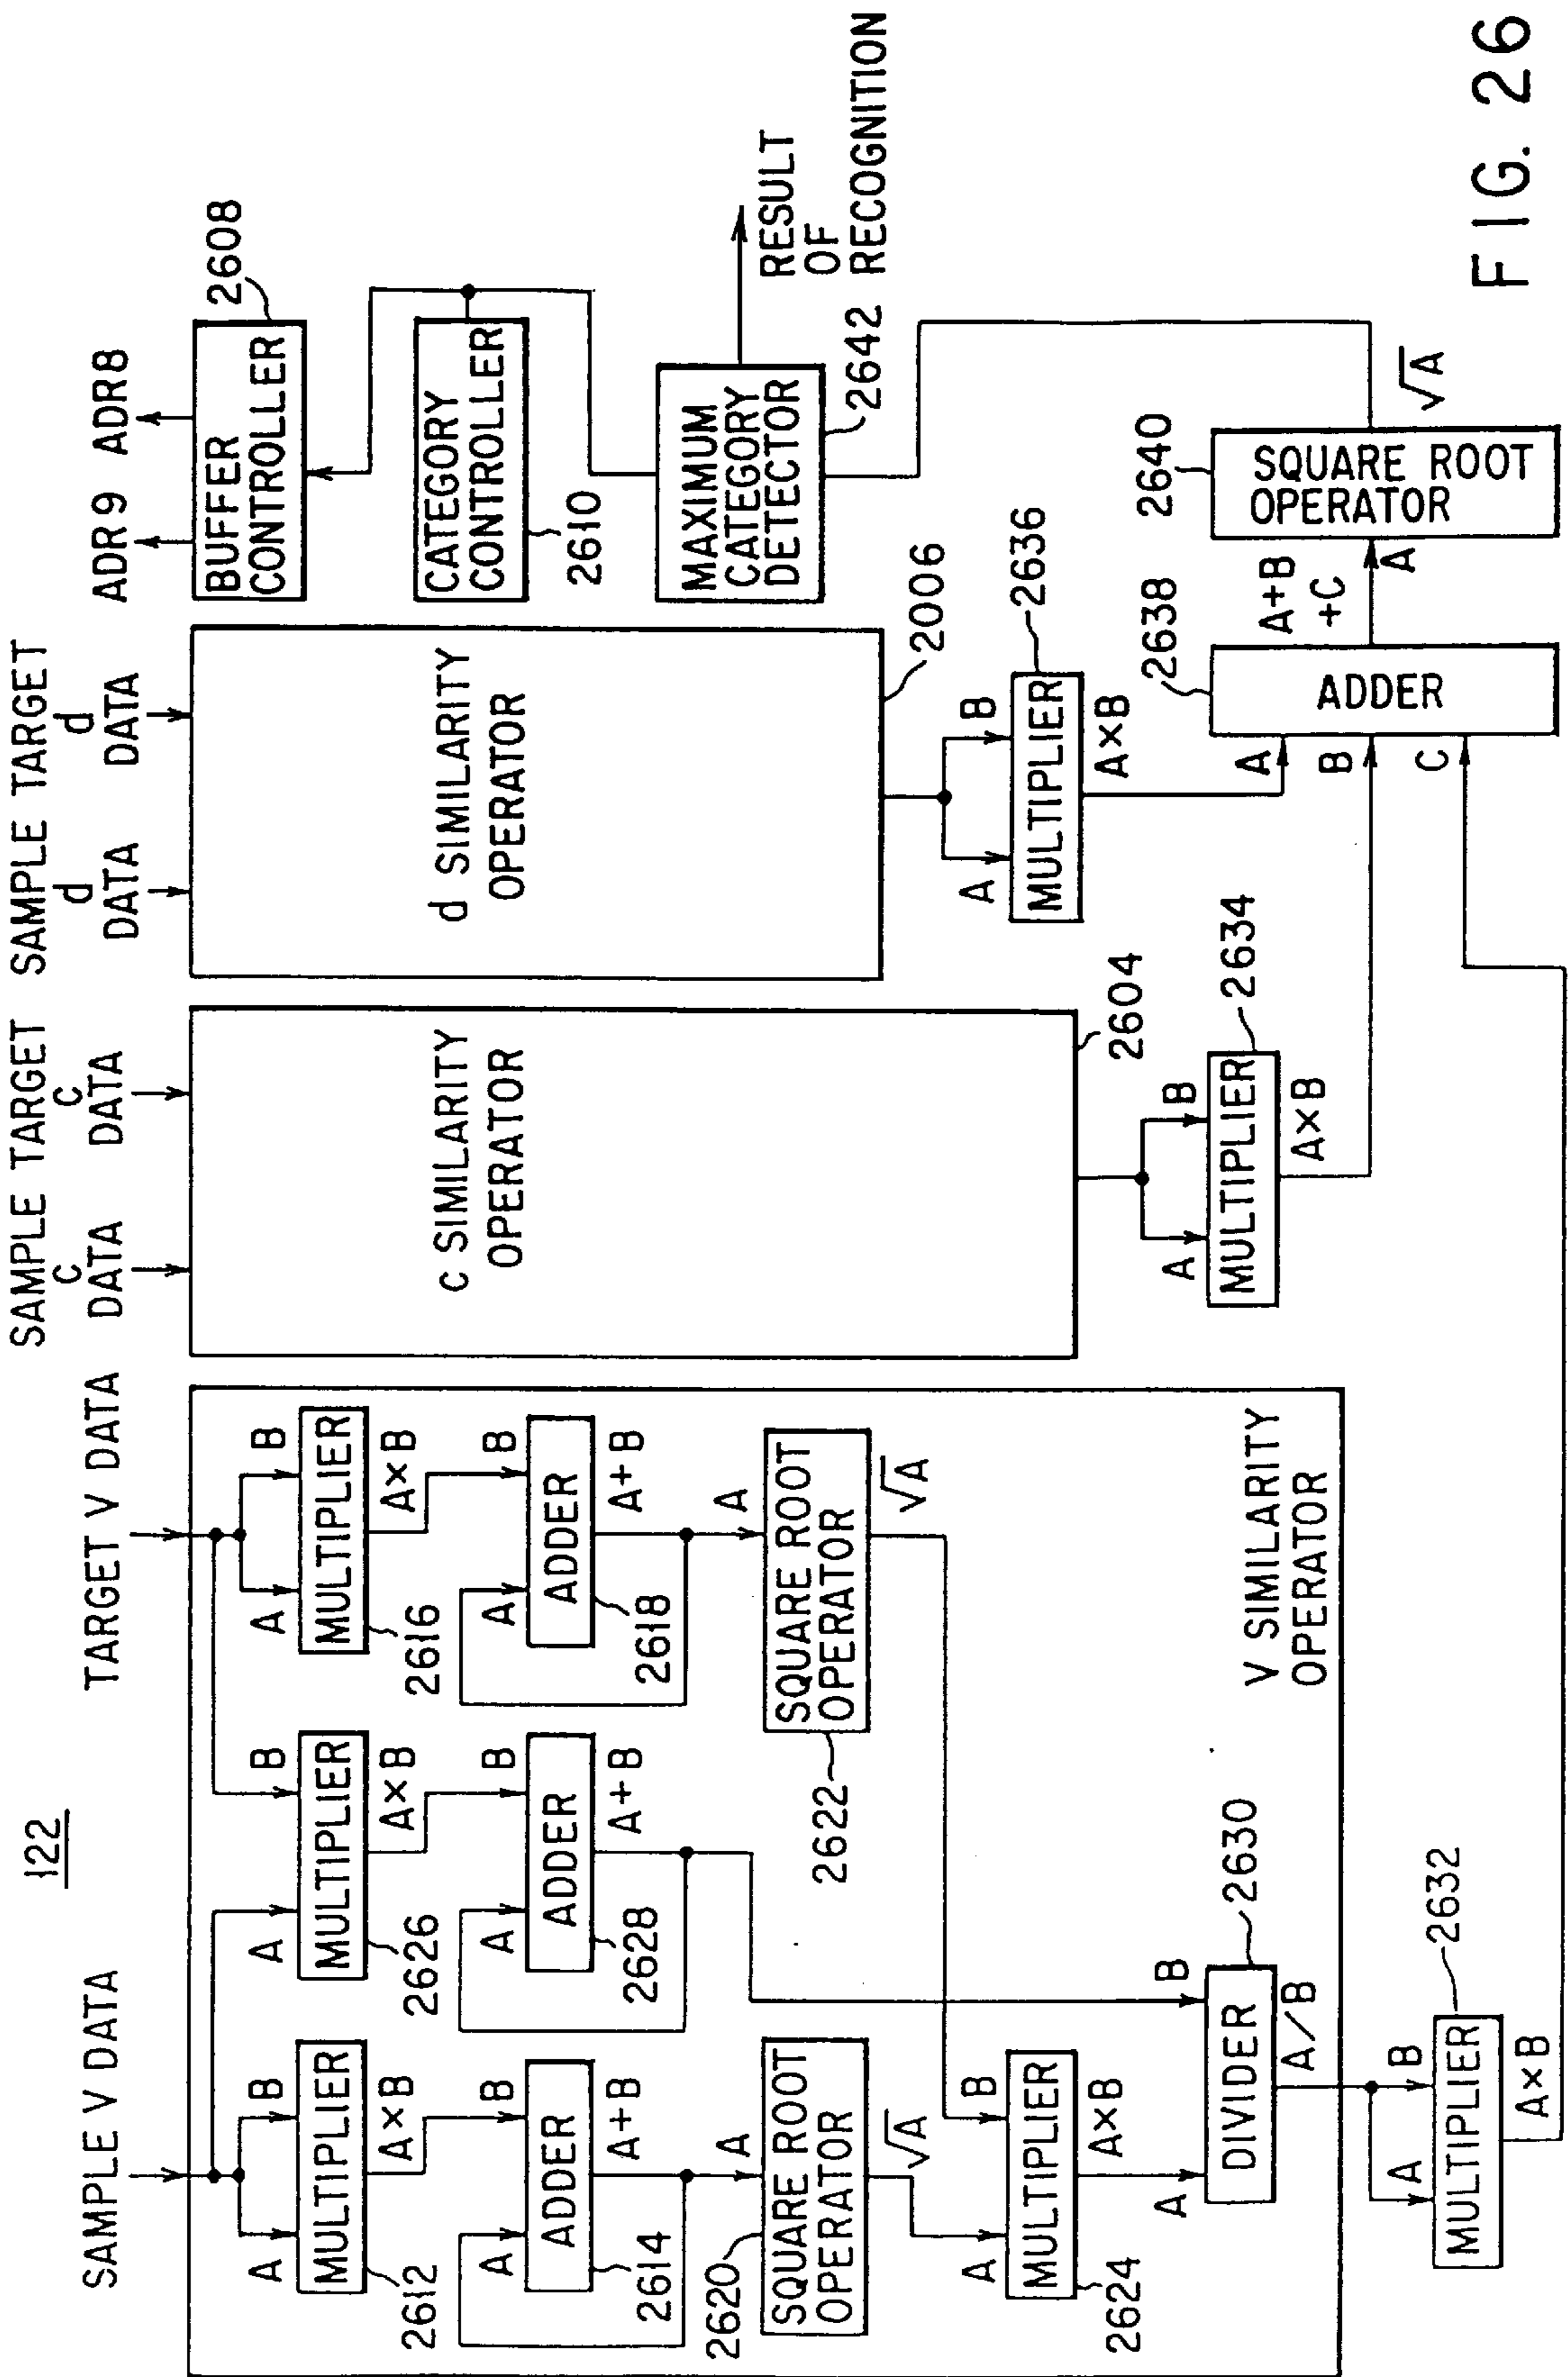 122
SAMPLE V DATA
TARGET V DATA
SAMPLE TARGET
c c
DATA DATA
SAMPLE TARGET
d d
DATA DATA
ADR9 ADR8
A B
MULTIPLIER
2612
A×B
A B
ADDER
2614
A+B
A
SQUARE ROOT
OPERATOR
2620
√A
A B
MULTIPLIER
2626
A×B
A B
ADDER
2628
A+B
A B
MULTIPLIER
2616
A×B
A B
ADDER
2618
A+B
A
SQUARE ROOT
OPERATOR
2622
√A
A B
MULTIPLIER
2624
A×B
A B
DIVIDER
2630
A/B
V SIMILARITY
OPERATOR
A B
MULTIPLIER
2632
A×B
c SIMILARITY
OPERATOR
2604
A B
MULTIPLIER
2634
A×B
d SIMILARITY
OPERATOR
2006
A B
MULTIPLIER
2636
A×B
A
B
C
ADDER
2638
A+B
+C
A
SQUARE ROOT
OPERATOR
2640
√A
BUFFER
CONTROLLER
2608
CATEGORY
CONTROLLER
2610
MAXIMUM
CATEGORY
DETECTOR
2642
RESULT
OF
RECOGNITION
FIG. 26